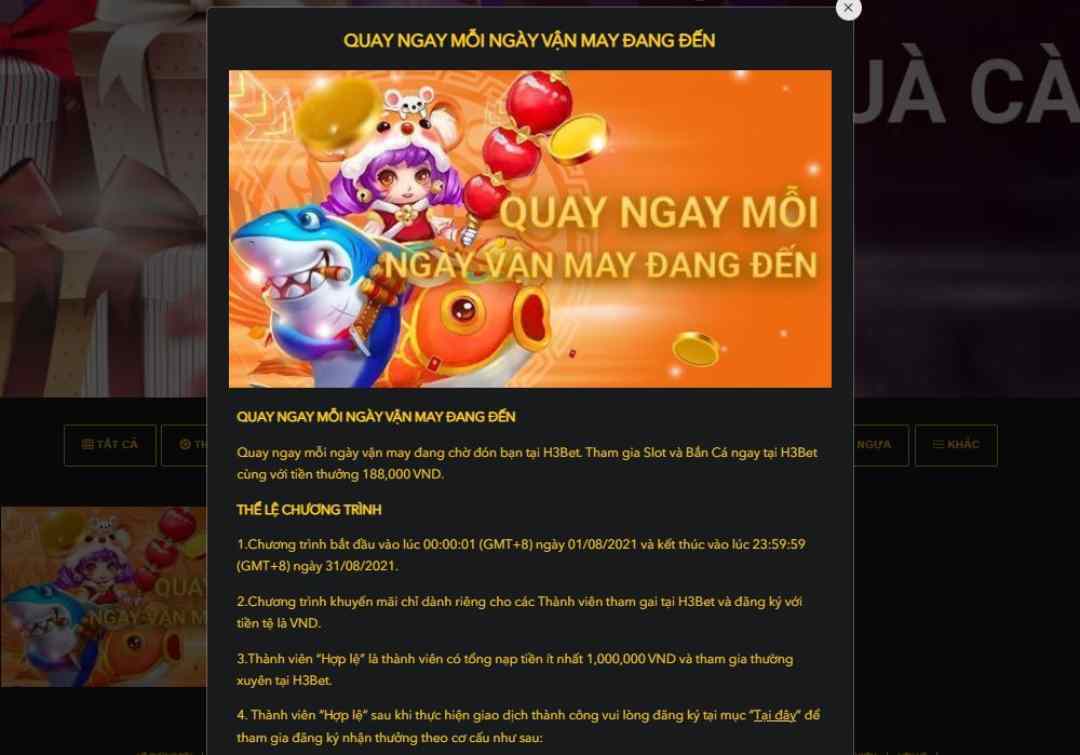 QUAY NGAY MỖI NGÀY VẬN MAY ĐANG ĐẾN
UÀ CÀ
QUAY NGAY MỖI
NGÀY VẬN MAY ĐANG ĐẾN
TẤT CẢ
TH
NGỰA
KHÁC
QUAY NGAY MỖI NGÀY VẬN MAY ĐANG ĐẾN
Quay ngay mỗi ngày vận may đang chờ đón bạn tại H3Bet. Tham gia Slot và Bắn Cá ngay tại H3Bet
cùng với tiền thưởng 188,000 VND.
THỂ LỆ CHƯƠNG TRÌNH
1.Chương trình bắt đầu vào lúc 00:00:01 (GMT+8) ngày 01/08/2021 và kết thúc vào lúc 23:59:59
(GMT+8) ngày 31/08/2021.
QUAY
NGÀY VẬN M
2.Chương trình khuyến mãi chỉ dành riêng cho các Thành viên tham gai tại H3Bet và đăng ký với
tiền tệ là VND.
3.Thành viên “Hợp lệ” là thành viên có tổng nạp tiền ít nhất 1,000,000 VND và tham gia thường
xuyên tại H3Bet.
4. Thành viên “Hợp lệ” sau khi thực hiện giao dịch thành công vui lòng đăng ký tại mục “Tại đây” để
tham gia đăng ký nhận thưởng theo cơ cấu như sau: